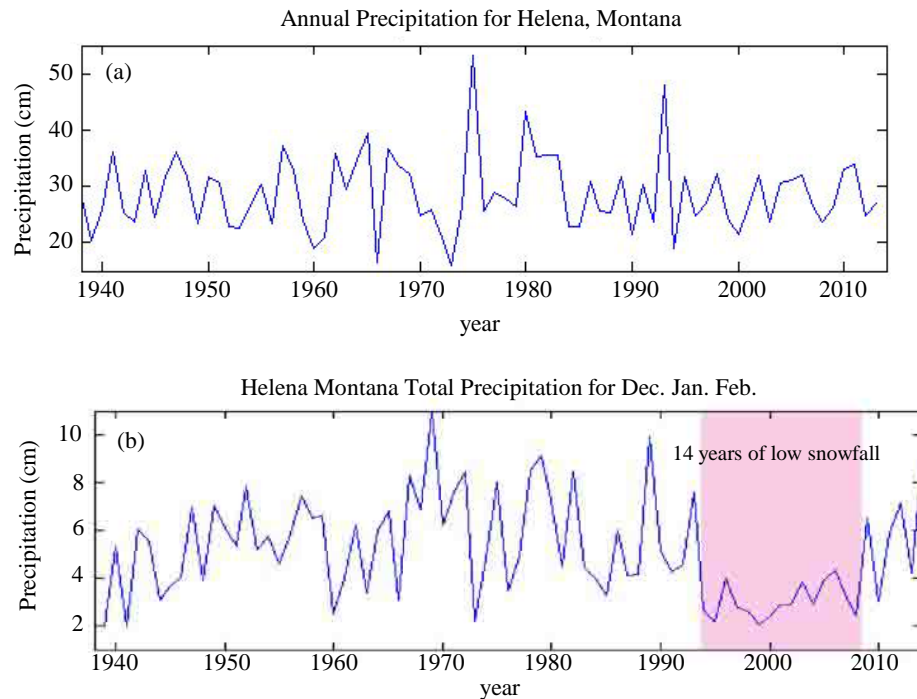 Annual Precipitation for Helena, Montana
(a)
50
40
30
20
Precipitation (cm)
1940 1950 1960 1970 1980 1990 2000 2010
year
Helena Montana Total Precipitation for Dec. Jan. Feb.
(b)
14 years of low snowfall
10
8
6
4
2
Precipitation (cm)
1940 1950 1960 1970 1980 1990 2000 2010
year